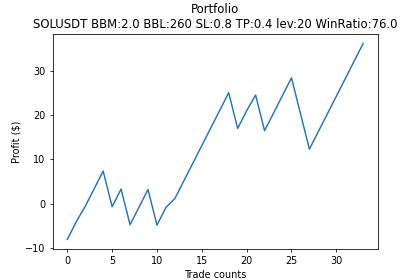 Portfolio
SOLUSDT BBM:2.0 BBL:260 SL:0.8 TP:0.4 lev:20 WinRatio:76.0
Profit ($)
30
20
10
0
−10
0 5 10 15 20 25 30
Trade counts